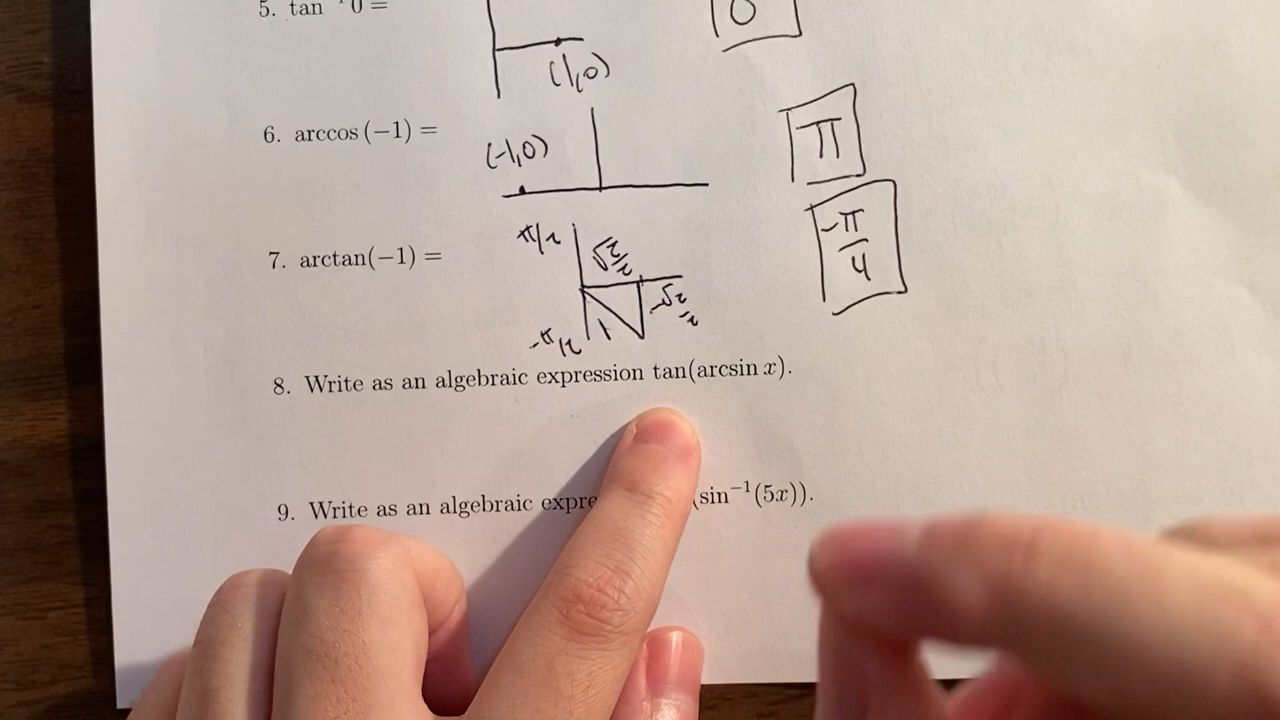 5. tan⁻¹0 =
0
(1,0)
6. arccos (−1) =
(-1,0)
π
7. arctan(−1) =
π/2
√2/2
-√2/2
1
-π/2
-π/4
8. Write as an algebraic expression tan(arcsin x).
9. Write as an algebraic expre
(sin⁻¹(5x)).